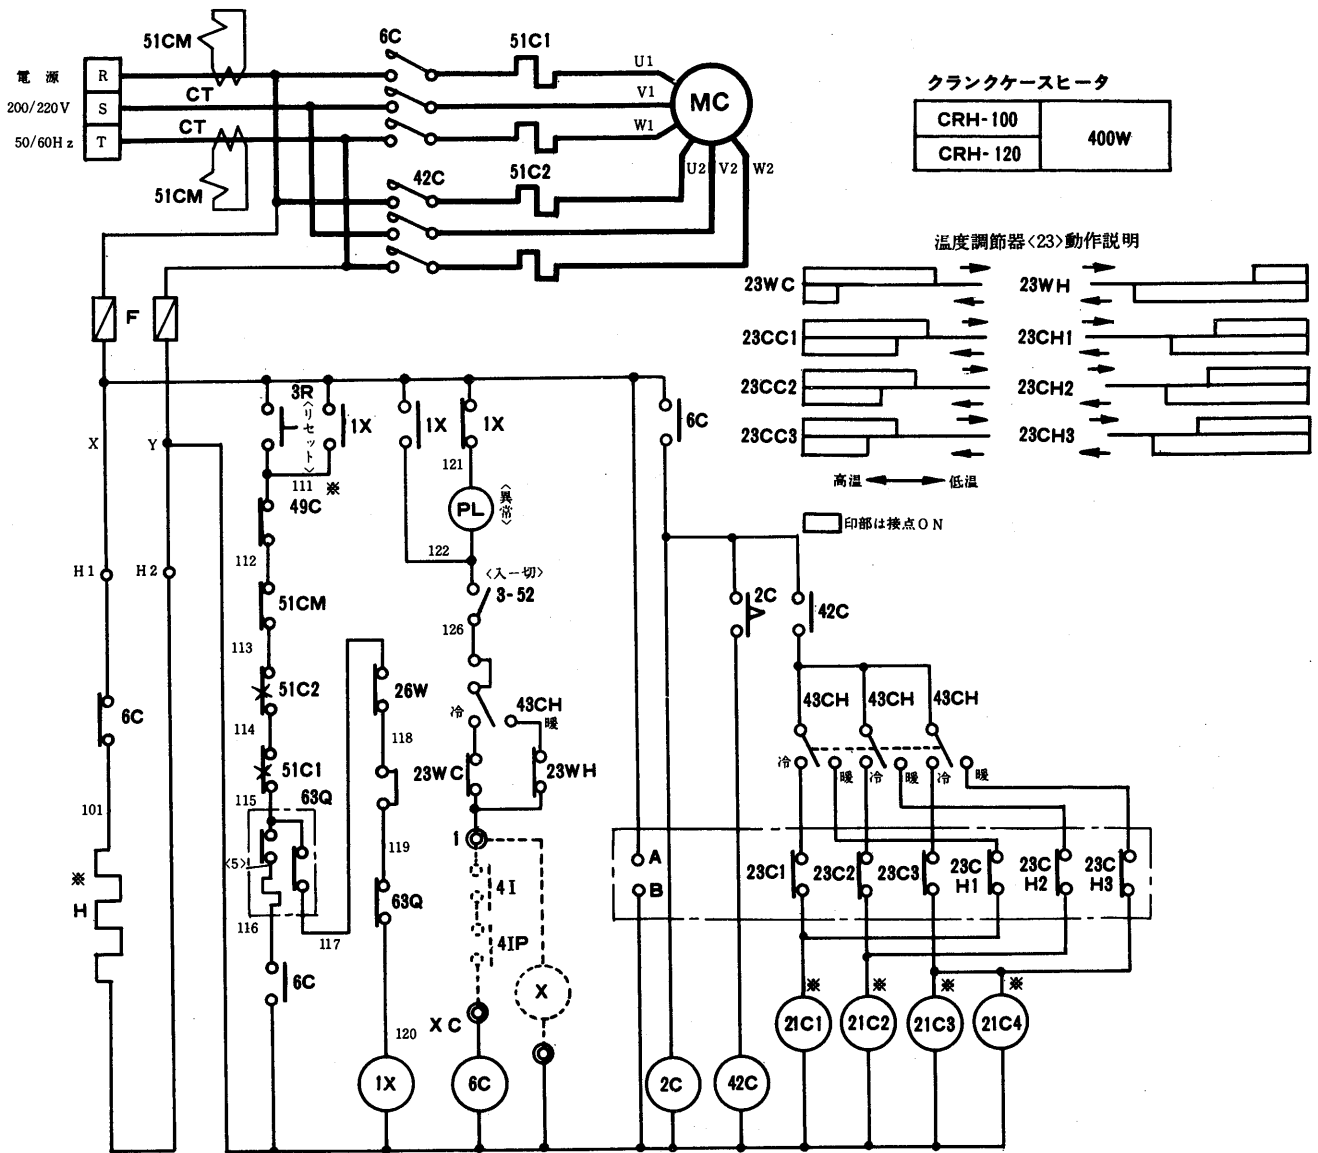 51CM
6C
51C1
U1
電源
R
200/220V
CT
S
V1
MC
50/60Hz
CT
T
W1
クランクケースヒータ
CRH-100
400W
CRH-120
51CM
42C
51C2
U2
V2
W2
温度調節器〈23〉動作説明
23WC
23WH
23CC1
23CH1
23CC2
23CH2
23CC3
23CH3
高温
低温
印部は接点ON
F
3R
〈リセット〉
1X
1X
1X
6C
X
Y
111
※
121
49C
PL
〈異常〉
112
122
H1
H2
〈入―切〉
3-52
51CM
2C
42C
113
126
51C2
26W
43CH
43CH
43CH
43CH
6C
冷
暖
114
118
51C1
23WC
23WH
冷
暖
冷
暖
冷
暖
115
63Q
101
1
119
A
〈5〉
23C1
23C2
23C3
23C
H1
23C
H2
23C
H3
※
H
4I
B
63Q
116
117
4IP
6C
X
※
※
※
※
XC
21C1
21C2
21C3
21C4
120
1X
6C
2C
42C